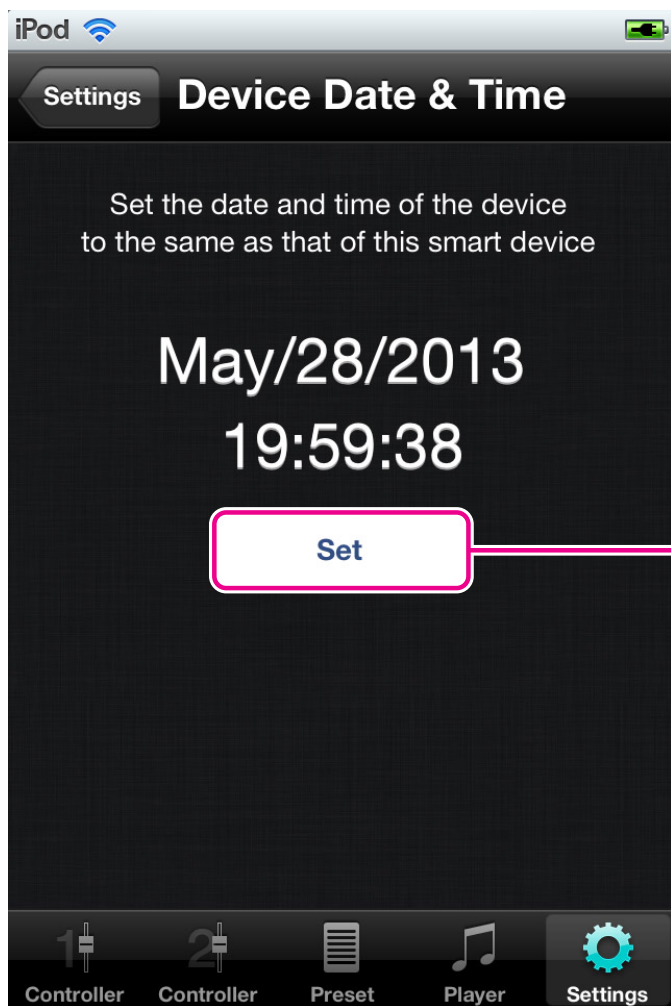 iPod
Settings
Device Date & Time
Set the date and time of the device
to the same as that of this smart device
May/28/2013
19:59:38
Set
1 2
Controller Controller Preset Player Settings